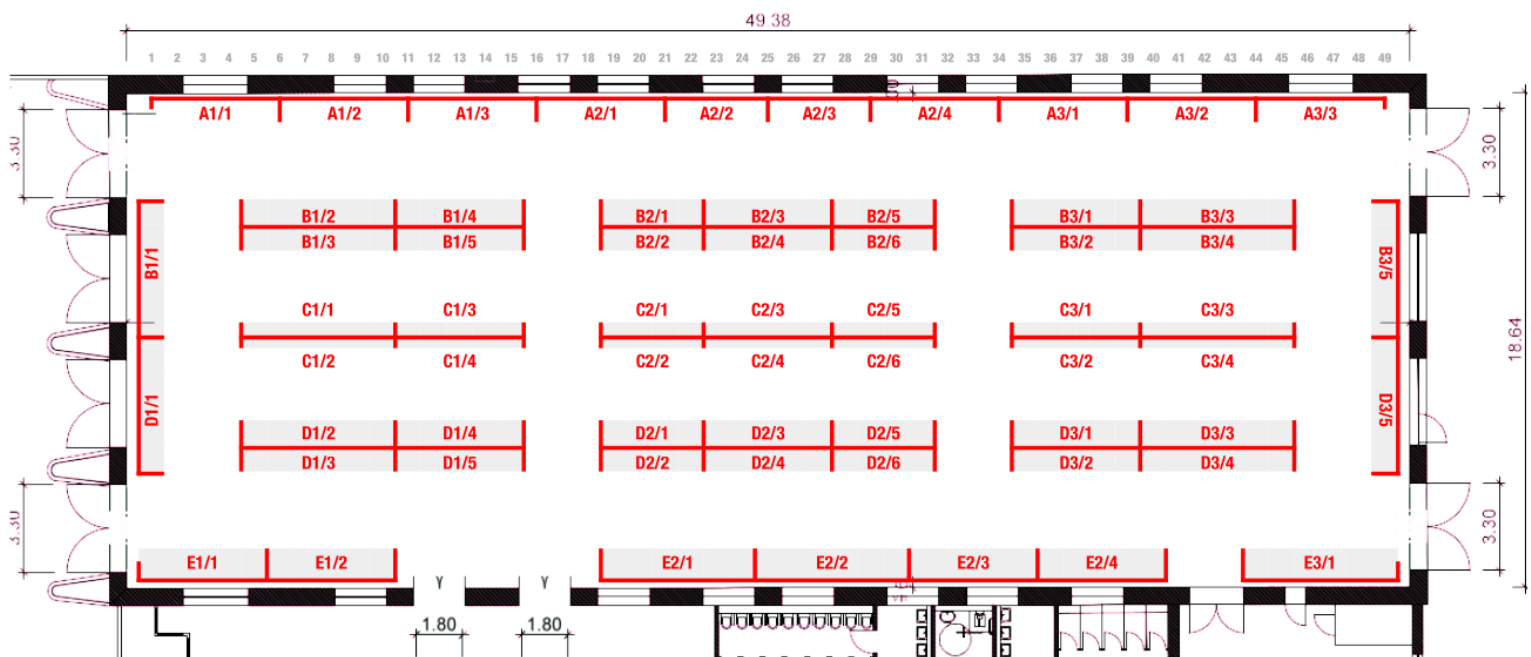 49 38
1 2 3 4 5 6 7 8 9 10 11 12 13 14 15 16 17 18 19 20 21 22 23 24 25 26 27 28 29 30 31 32 33 34 35 36 37 38 39 40 41 42 43 44 45 46 47 48 49
A1/1 A1/2 A1/3 A2/1 A2/2 A2/3 A2/4 A3/1 A3/2 A3/3
3.30
3.30
B1/2 B1/4 B2/1 B2/3 B2/5 B3/1 B3/3
B1/3 B1/5 B2/2 B2/4 B2/6 B3/2 B3/4
B1/1
B3/5
C1/1 C1/3 C2/1 C2/3 C2/5 C3/1 C3/3
18.64
C1/2 C1/4 C2/2 C2/4 C2/6 C3/2 C3/4
D1/1
D3/5
D1/2 D1/4 D2/1 D2/3 D2/5 D3/1 D3/3
D1/3 D1/5 D2/2 D2/4 D2/6 D3/2 D3/4
3.30
3.30
E1/1 E1/2 E2/1 E2/2 E2/3 E2/4 E3/1
1.80 1.80